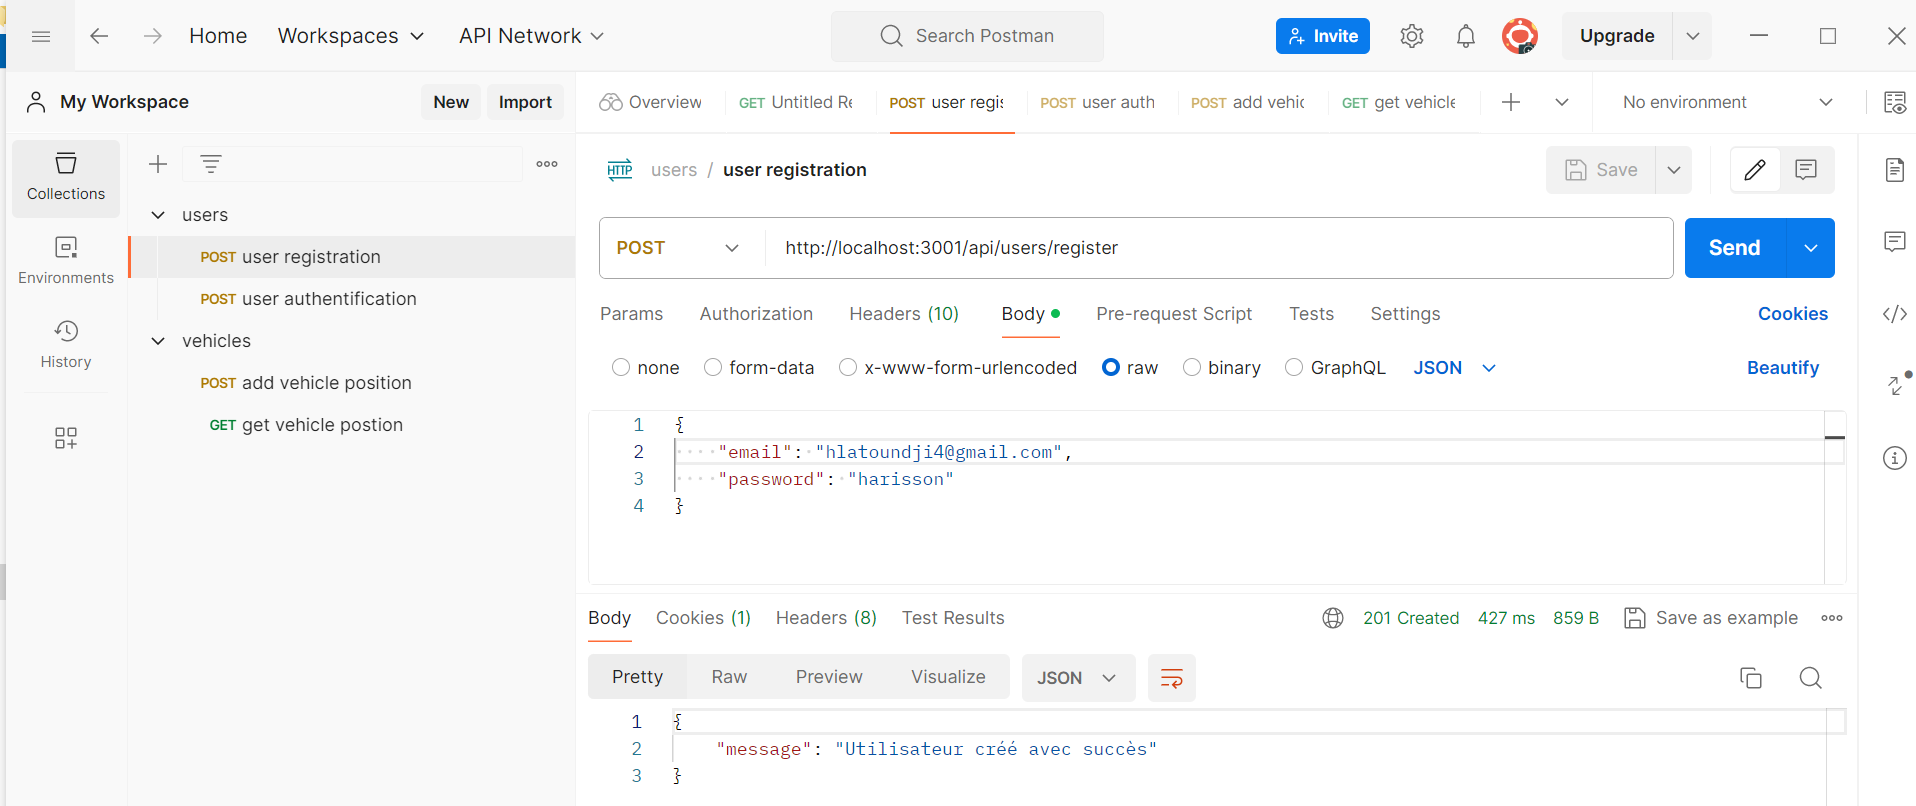 Home Workspaces API Network Search Postman Invite Upgrade
My Workspace New Import
Overview GET Untitled Re POST user regis POST user auth POST add vehic GET get vehicle No environment
Collections
Environments
History
users
POST user registration
POST user authentification
vehicles
POST add vehicle position
GET get vehicle postion
HTTP users / user registration Save
POST http://localhost:3001/api/users/register Send
Params Authorization Headers (10) Body Pre-request Script Tests Settings Cookies
none form-data x-www-form-urlencoded raw binary GraphQL JSON Beautify
1 {
2 "email": "hlatoundji4@gmail.com",
3 "password": "harisson"
4 }
Body Cookies (1) Headers (8) Test Results 201 Created 427 ms 859 B Save as example
Pretty Raw Preview Visualize JSON
1 {
2 "message": "Utilisateur créé avec succès"
3 }